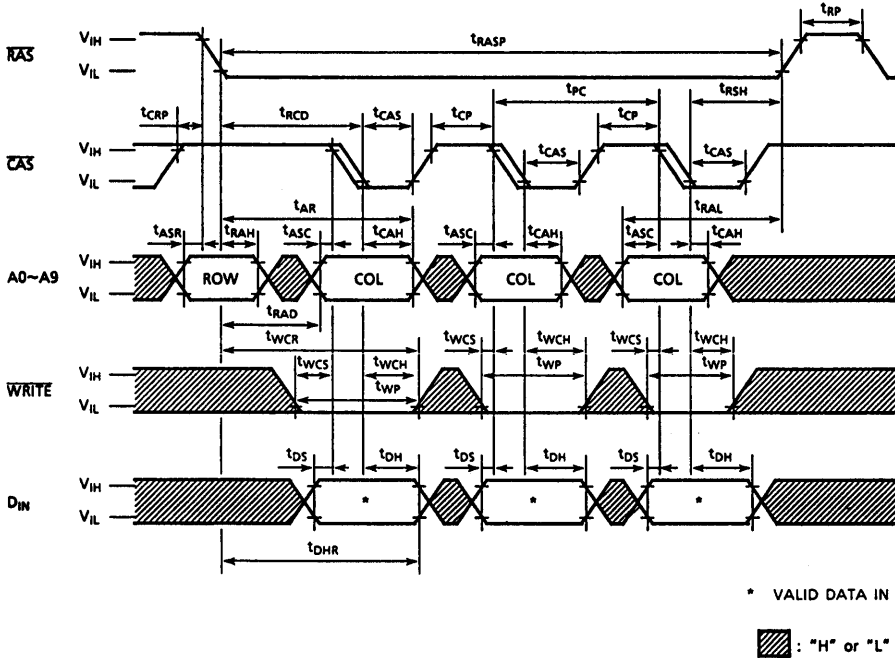 tRP
VIH
tRASP
RAS
VIL
tCRP
tRCD
tCAS
tCP
tPC
tCP
tRSH
VIH
tCAS
tCAS
CAS
VIL
tAR
tRAL
tASR
tRAH
tASC
tCAH
tASC
tCAH
tASC
tCAH
VIH
A0~A9
ROW
COL
COL
COL
VIL
tRAD
tWCR
tWCS
tWCH
tWCS
tWCH
tWCS
tWCH
VIH
tWP
tWP
tWP
WRITE
VIL
tDS
tDH
tDS
tDH
tDS
tDH
VIH
DIN
*
*
*
VIL
tDHR
* VALID DATA IN
: "H" or "L"